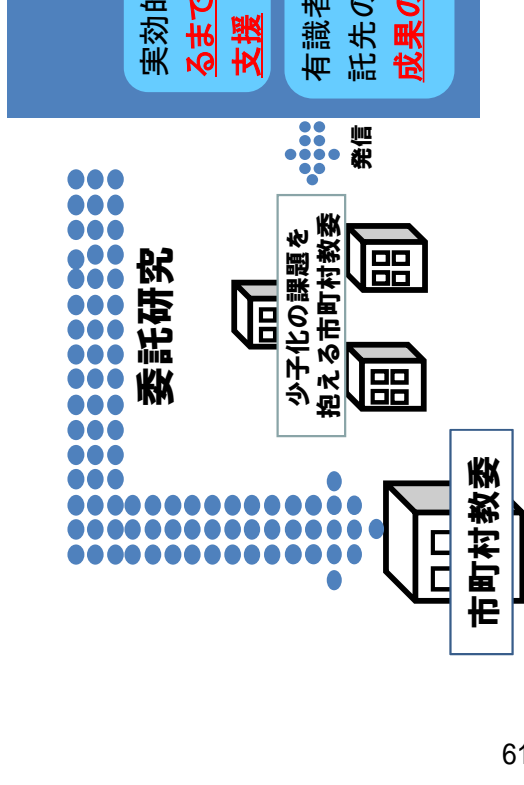 実効的
るまで
支援
有識者
託先の
成果の
発信
委託研究
少子化の課題を
抱える市町村教委
市町村教委
61